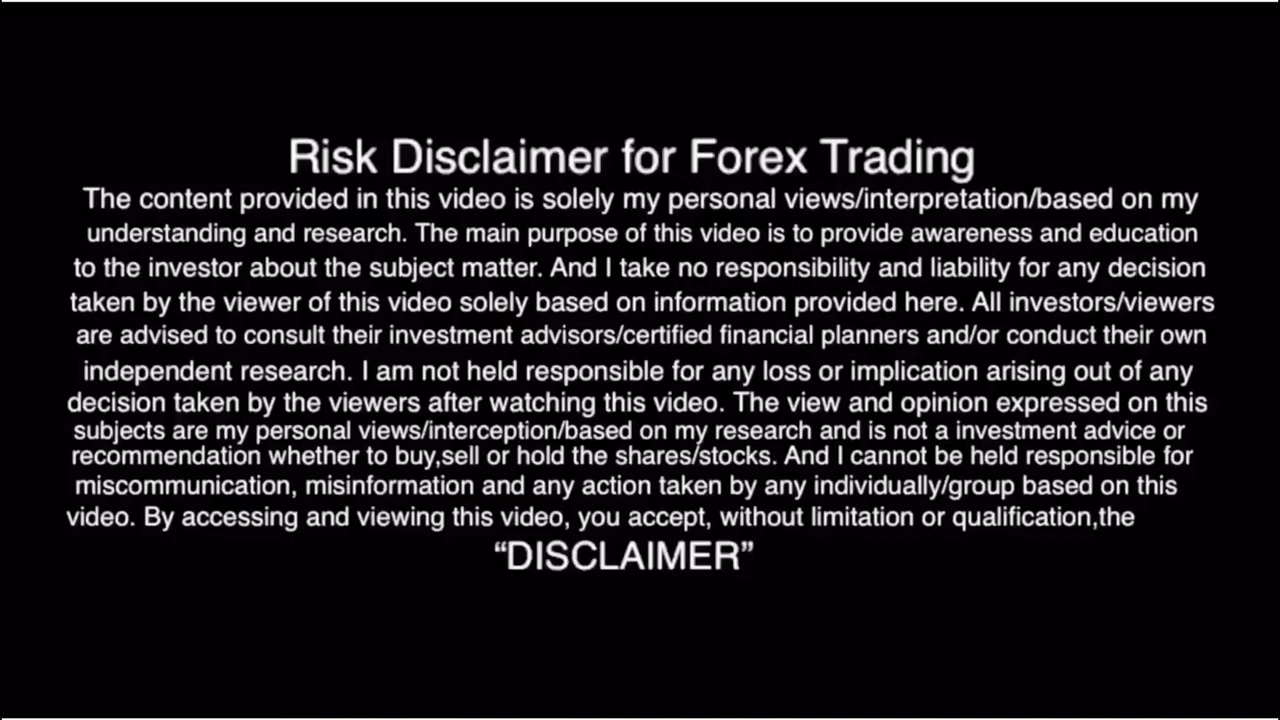 Risk Disclaimer for Forex Trading
The content provided in this video is solely my personal views/interpretation/based on my
understanding and research. The main purpose of this video is to provide awareness and education
to the investor about the subject matter. And I take no responsibility and liability for any decision
taken by the viewer of this video solely based on information provided here. All investors/viewers
are advised to consult their investment advisors/certified financial planners and/or conduct their own
independent research. I am not held responsible for any loss or implication arising out of any
decision taken by the viewers after watching this video. The view and opinion expressed on this
subjects are my personal views/interception/based on my research and is not a investment advice or
recommendation whether to buy,sell or hold the shares/stocks. And I cannot be held responsible for
miscommunication, misinformation and any action taken by any individually/group based on this
video. By accessing and viewing this video, you accept, without limitation or qualification,the
“DISCLAIMER”